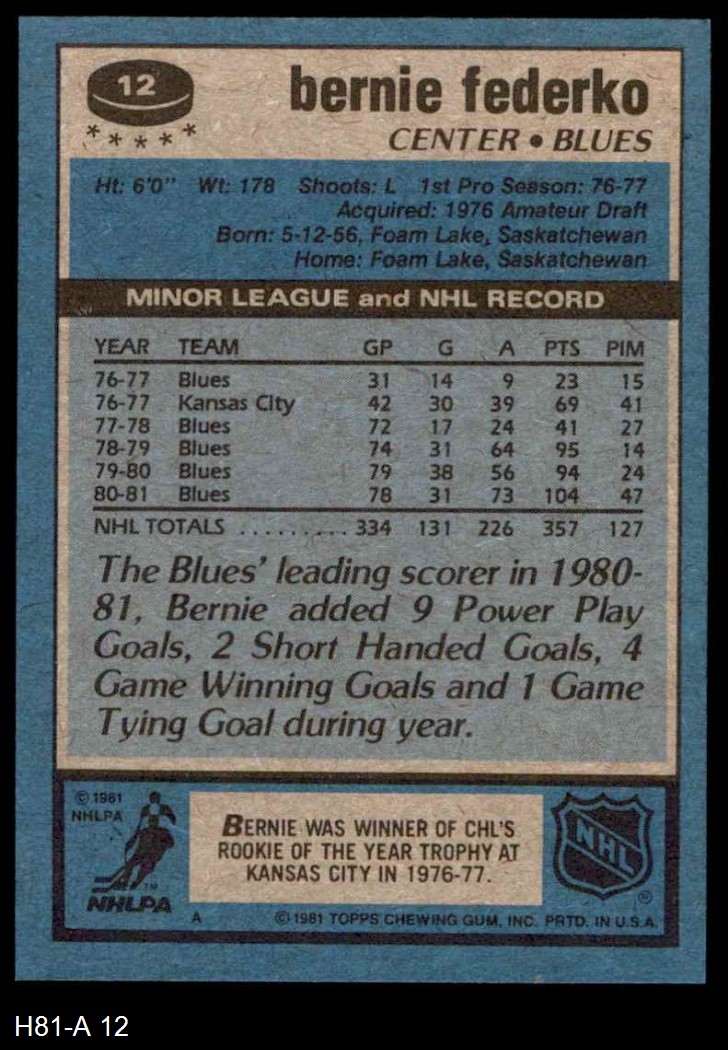 12
bernie federko
CENTER • BLUES
Ht: 6'0" Wt: 178 Shoots: L 1st Pro Season: 76-77
Acquired: 1976 Amateur Draft
Born: 5-12-56, Foam Lake, Saskatchewan
Home: Foam Lake, Saskatchewan
MINOR LEAGUE and NHL RECORD
YEAR TEAM GP G A PTS PIM
76-77 Blues 31 14 9 23 15
76-77 Kansas City 42 30 39 69 41
77-78 Blues 72 17 24 41 27
78-79 Blues 74 31 64 95 14
79-80 Blues 79 38 56 94 24
80-81 Blues 78 31 73 104 47
NHL TOTALS .......... 334 131 226 357 127
The Blues' leading scorer in 1980-
81, Bernie added 9 Power Play
Goals, 2 Short Handed Goals, 4
Game Winning Goals and 1 Game
Tying Goal during year.
© 1981
NHLPA
BERNIE WAS WINNER OF CHL'S
ROOKIE OF THE YEAR TROPHY AT
KANSAS CITY IN 1976-77.
NHL
TM
NHLPA
A © 1981 TOPPS CHEWING GUM, INC. PRTD. IN U.S.A.
H81-A 12